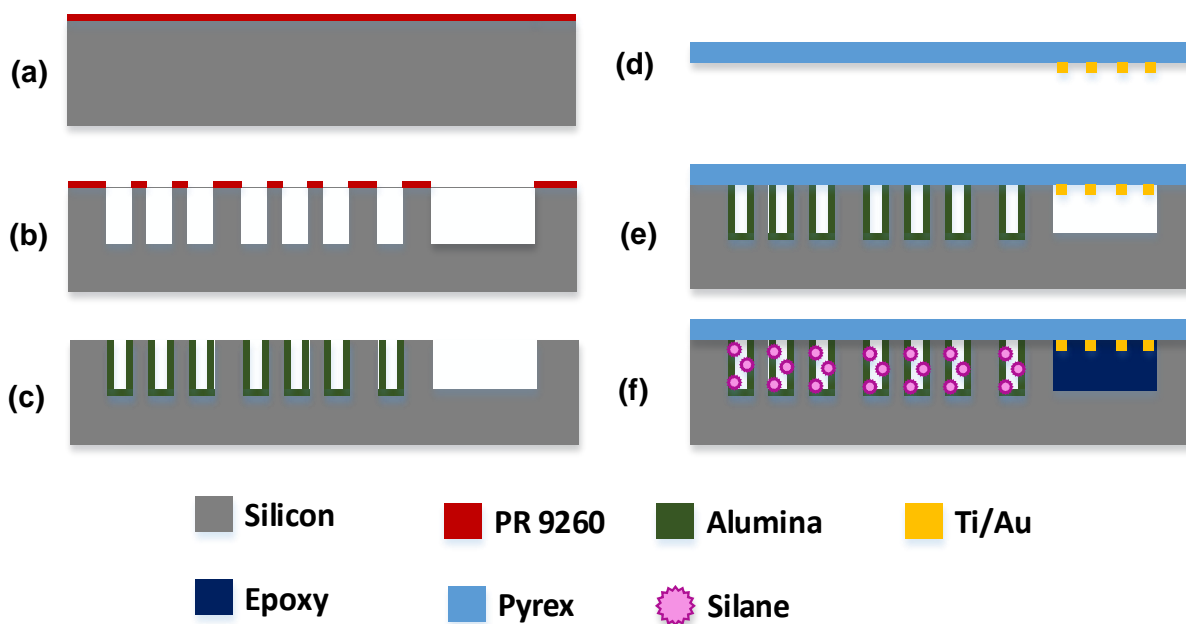 (a)
(b)
(c)
(d)
(e)
(f)
Silicon
PR 9260
Alumina
Ti/Au
Epoxy
Pyrex
Silane